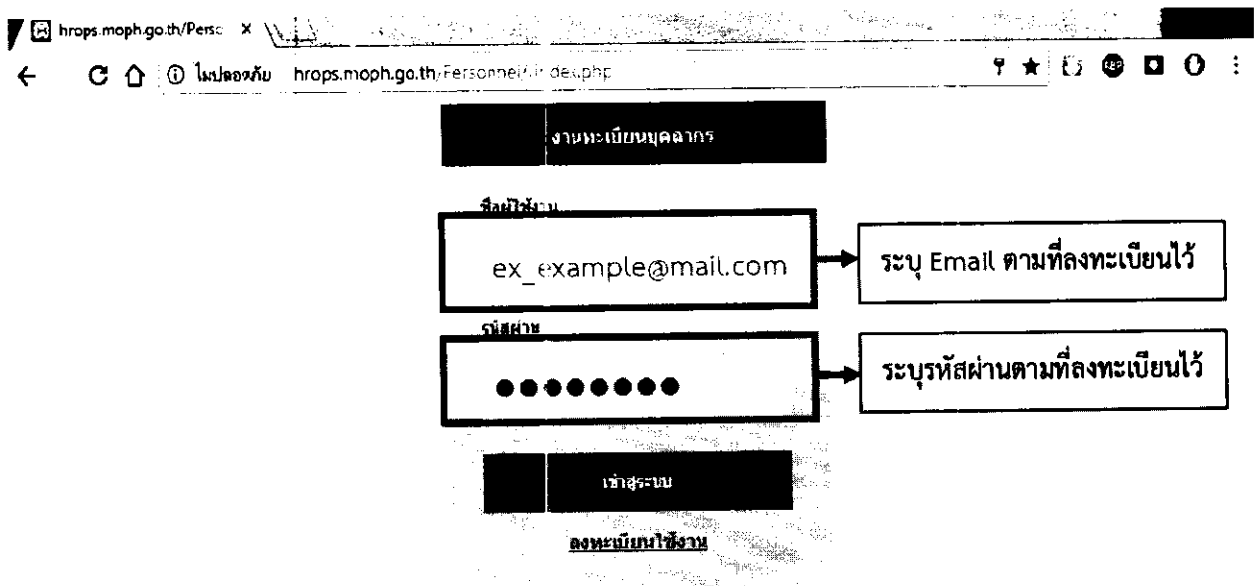 hrops.moph.go.th/Perso
ไม่ปลอดภัย hrops.moph.go.th/Personnel/index.php
งานทะเบียนบุคลากร
ชื่อผู้ใช้งาน
ex_example@mail.com
ระบุ Email ตามที่ลงทะเบียนไว้
รหัสผ่าน
ระบุรหัสผ่านตามที่ลงทะเบียนไว้
เข้าสู่ระบบ
ลงทะเบียนใช้งาน